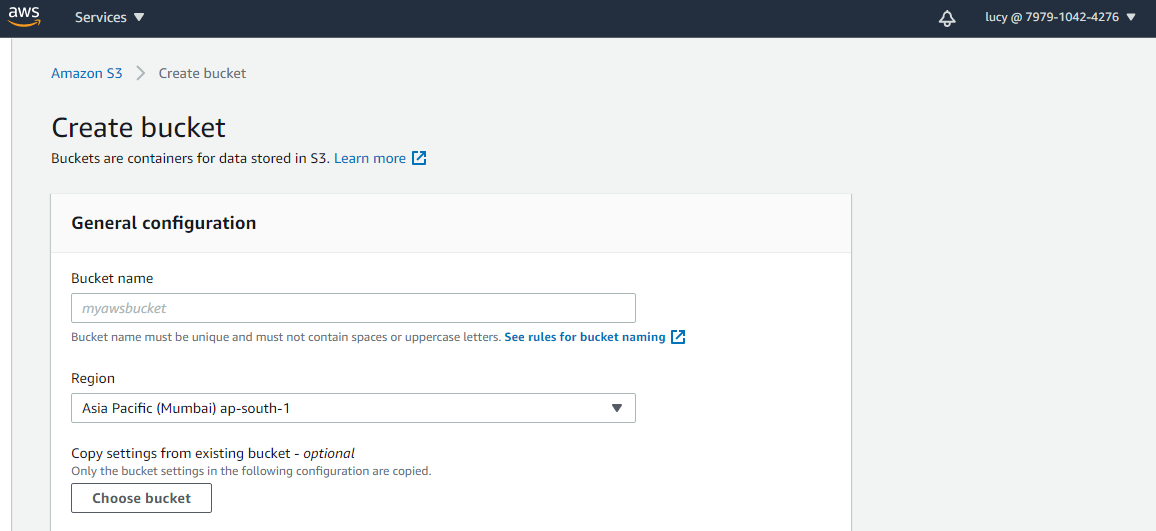 aws Services lucy @ 7979-1042-4276
Amazon S3 Create bucket
Create bucket
Buckets are containers for data stored in S3. Learn more
General configuration
Bucket name
myawsbucket
Bucket name must be unique and must not contain spaces or uppercase letters. See rules for bucket naming
Region
Asia Pacific (Mumbai) ap-south-1
Copy settings from existing bucket - optional
Only the bucket settings in the following configuration are copied.
Choose bucket